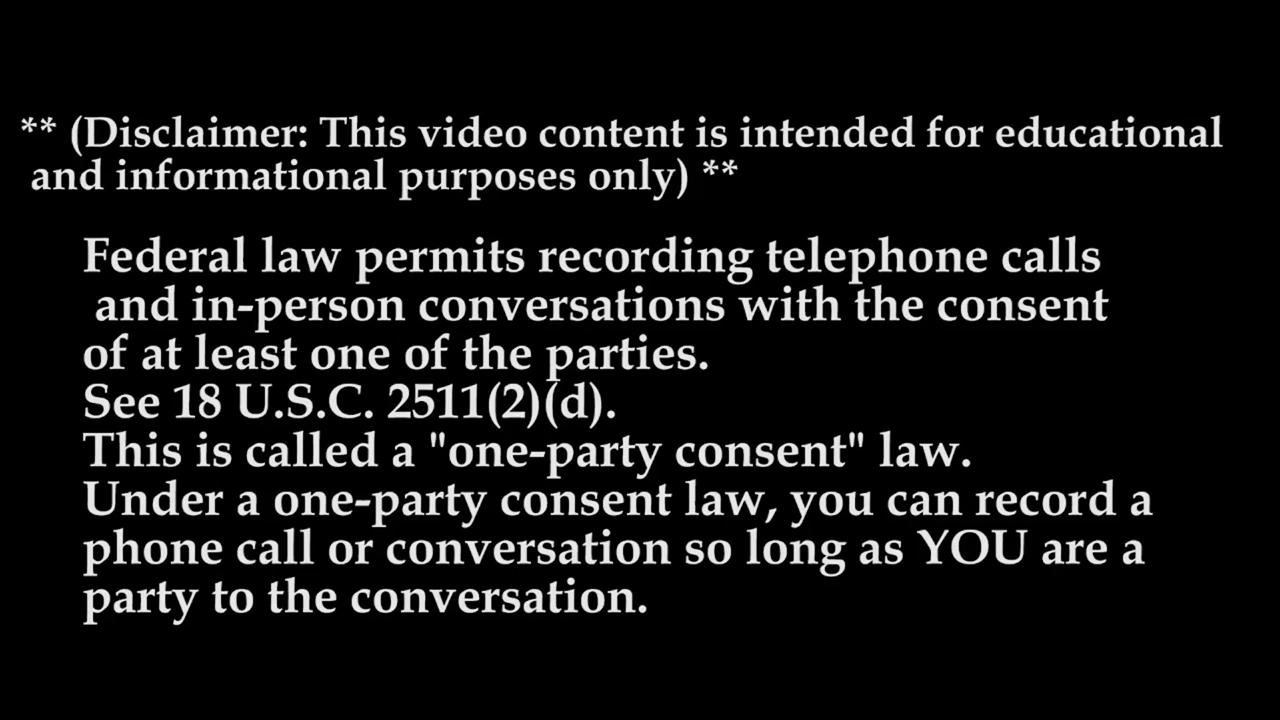 ** (Disclaimer: This video content is intended for educational
and informational purposes only) **
Federal law permits recording telephone calls
and in-person conversations with the consent
of at least one of the parties.
See 18 U.S.C. 2511(2)(d).
This is called a "one-party consent" law.
Under a one-party consent law, you can record a
phone call or conversation so long as YOU are a
party to the conversation.